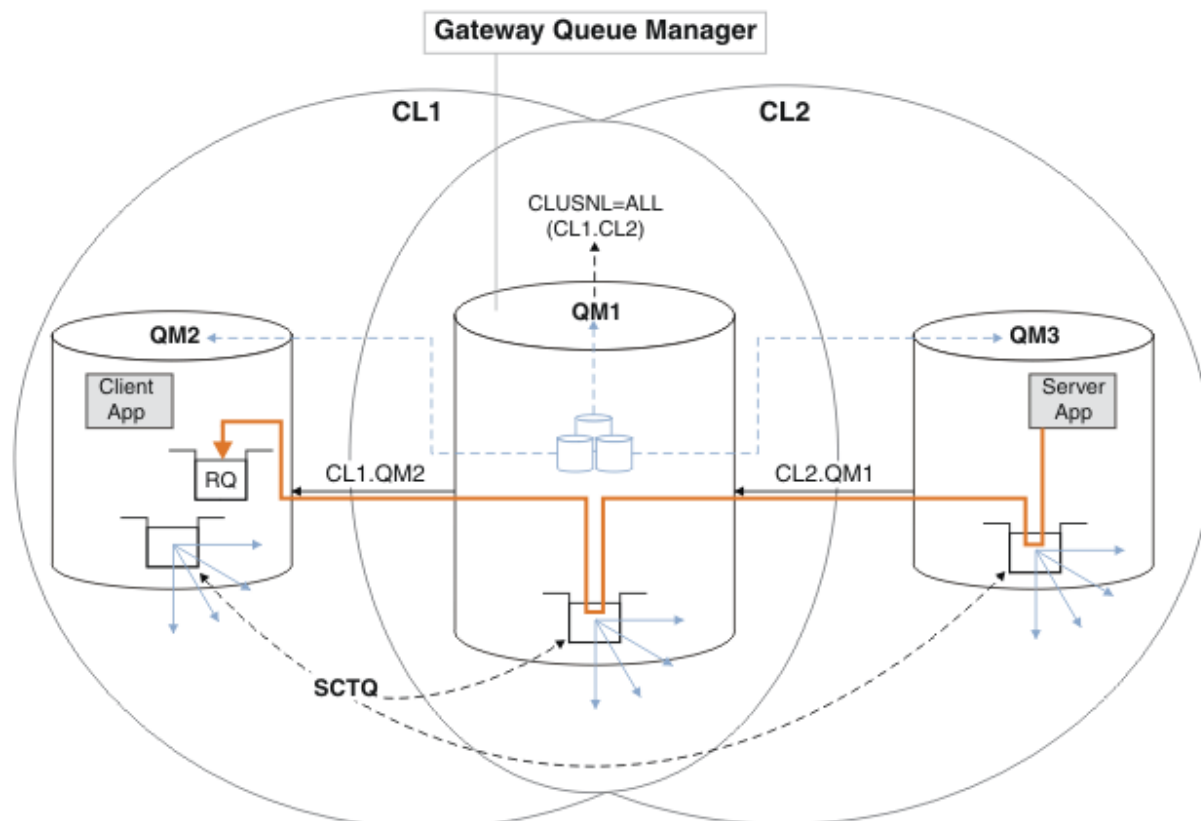 Gateway Queue Manager
CL1
CL2
CLUSNL=ALL
(CL1.CL2)
QM1
QM2
QM3
Client
App
Server
App
RQ
CL1.QM2
CL2.QM1
SCTQ